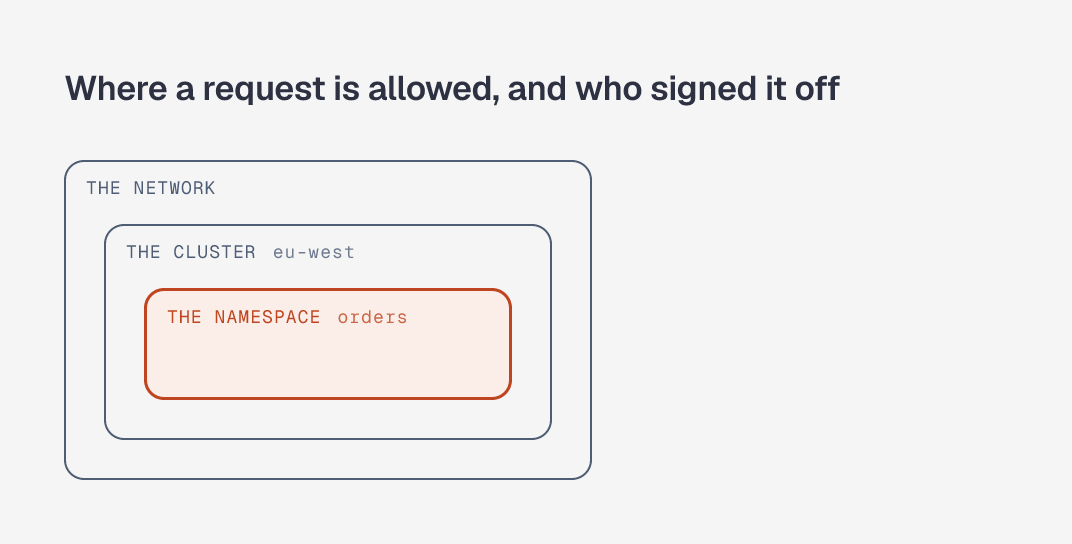 Where a request is allowed, and who signed it off
THE NETWORK
THE CLUSTER eu-west
THE NAMESPACE orders